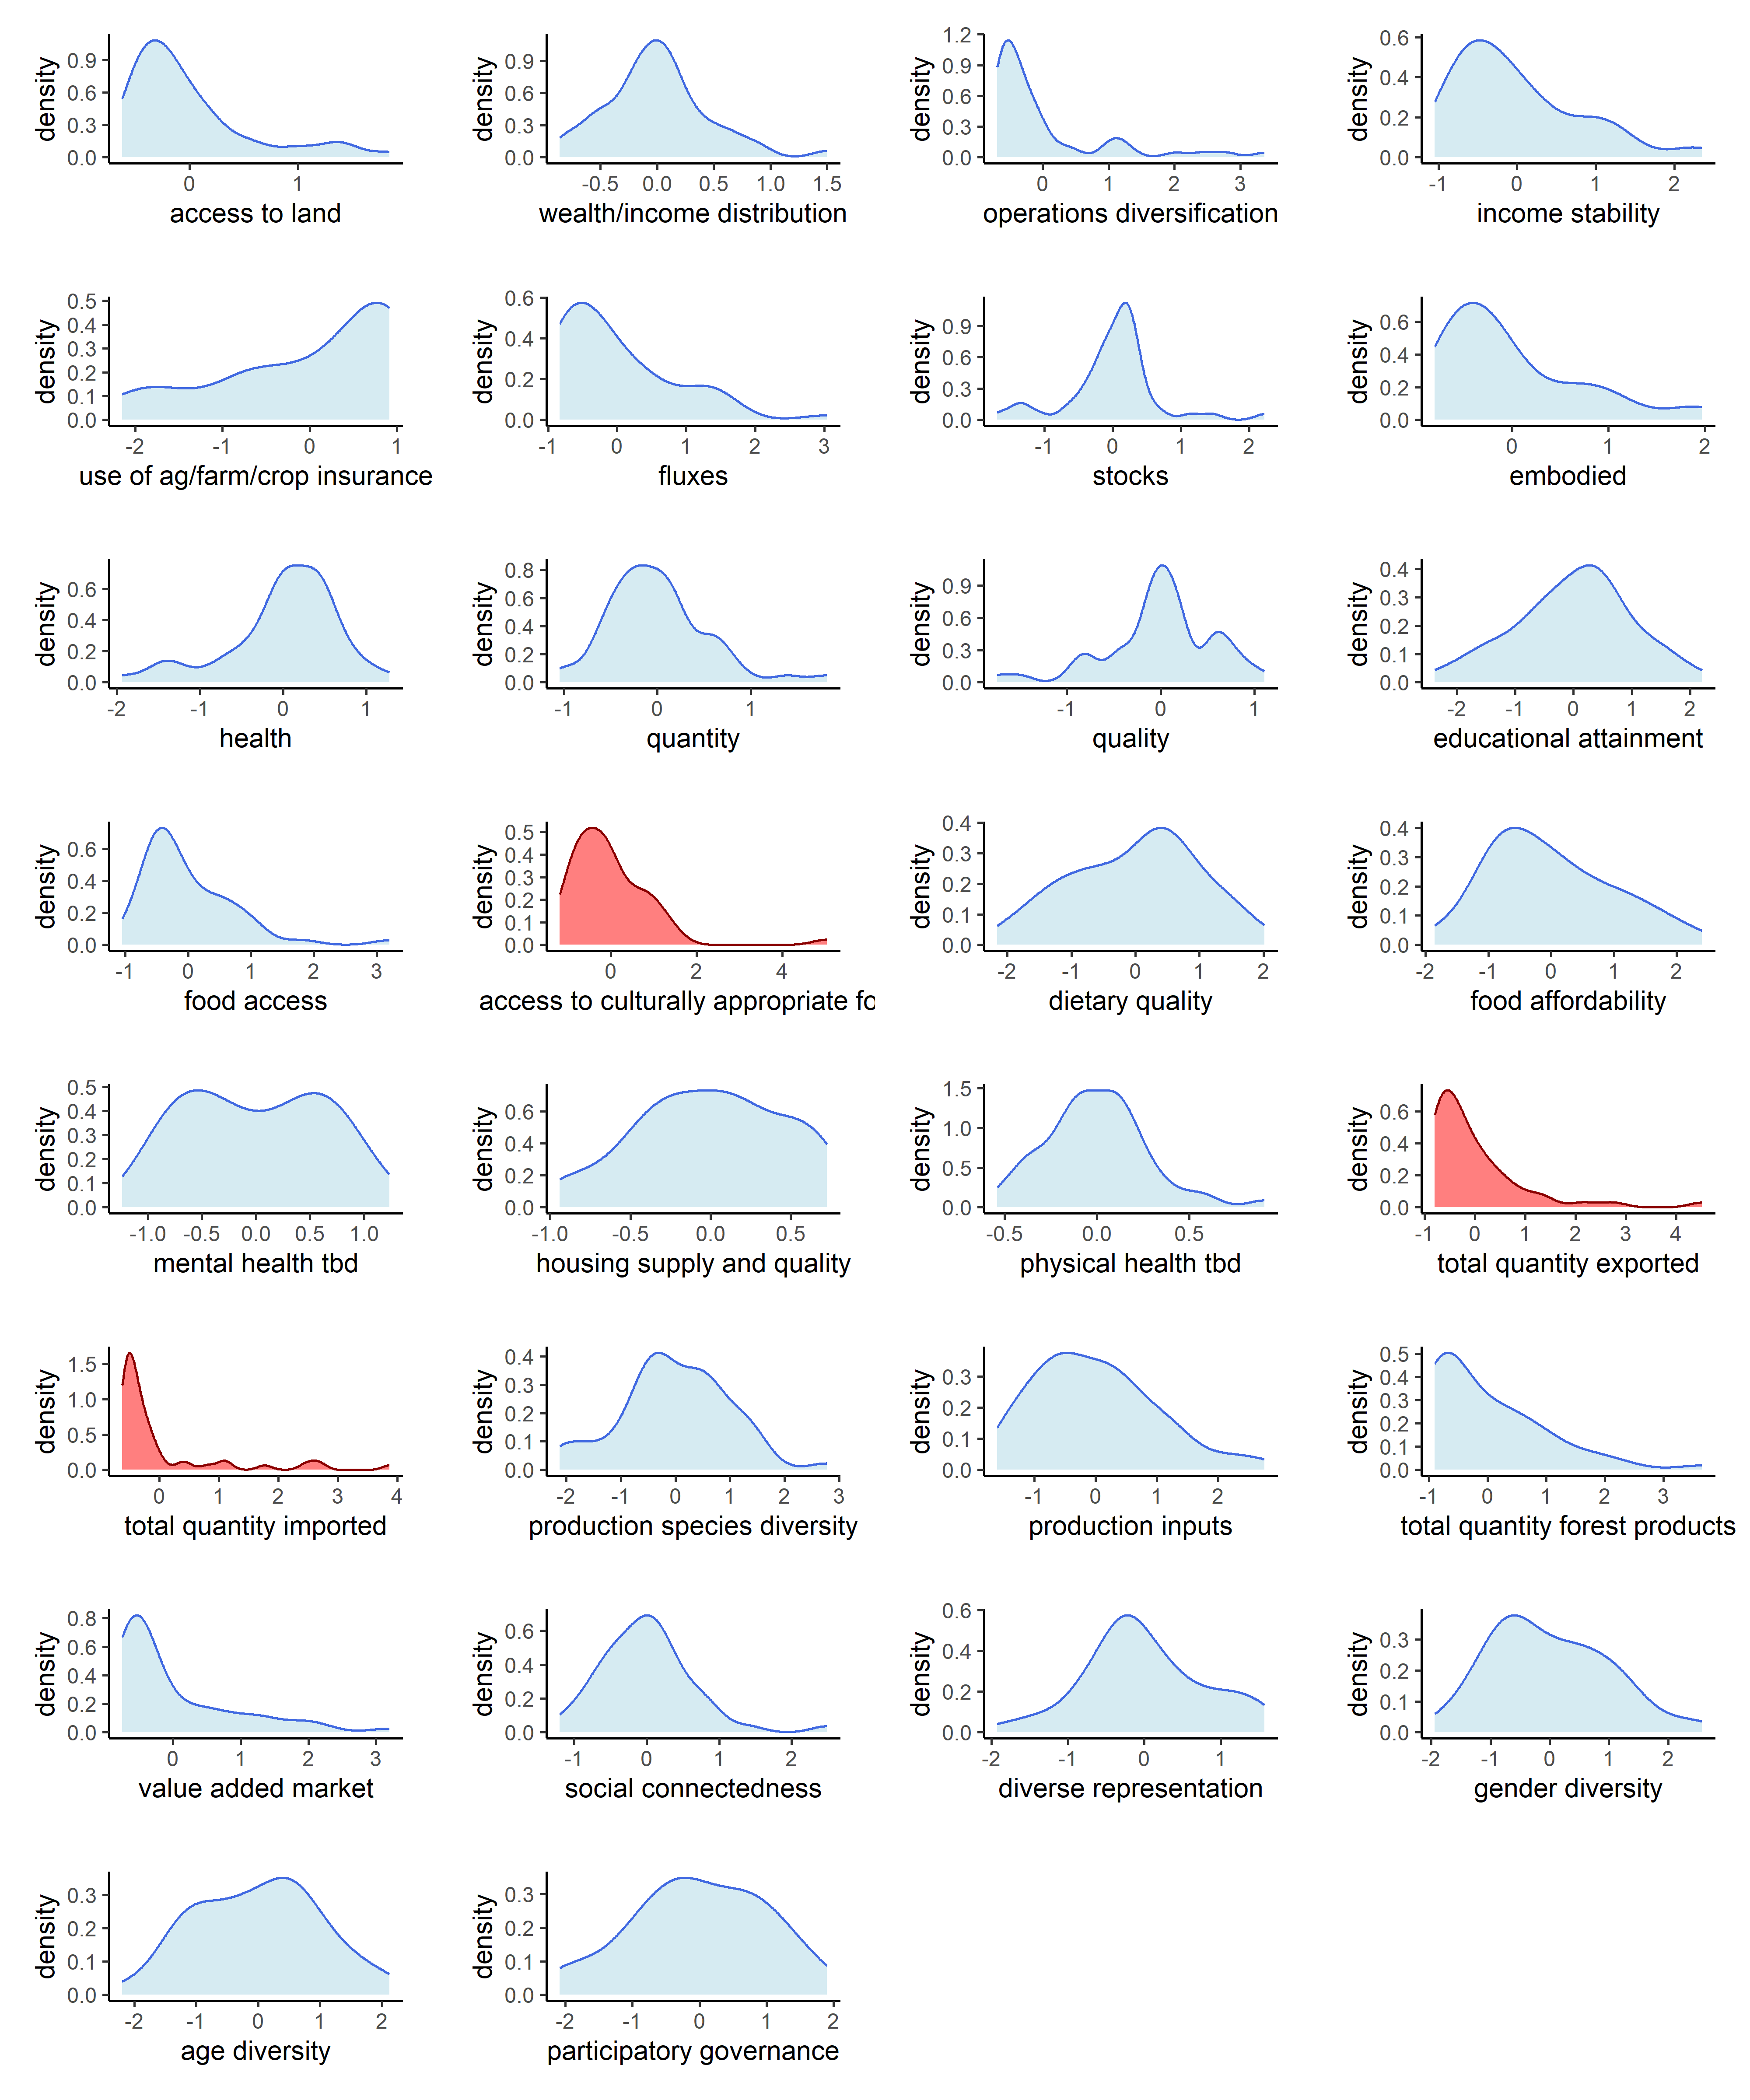 density
0.9
0.6
0.3
0.0
0 1
access to land
density
0.9
0.6
0.3
0.0
-0.5 0.0 0.5 1.0 1.5
wealth/income distribution
density
1.2
0.9
0.6
0.3
0.0
0 1 2 3
operations diversification
density
0.6
0.4
0.2
0.0
-1 0 1 2
income stability
density
0.5
0.4
0.3
0.2
0.1
0.0
-2 -1 0 1
use of ag/farm/crop insurance
density
0.6
0.4
0.2
0.0
-1 0 1 2 3
fluxes
density
0.9
0.6
0.3
0.0
-1 0 1 2
stocks
density
0.6
0.4
0.2
0.0
0 1 2
embodied
density
0.6
0.4
0.2
0.0
-2 -1 0 1
health
density
0.8
0.6
0.4
0.2
0.0
-1 0 1
quantity
density
0.9
0.6
0.3
0.0
-1 0 1
quality
density
0.4
0.3
0.2
0.1
0.0
-2 -1 0 1 2
educational attainment
density
0.6
0.4
0.2
0.0
-1 0 1 2 3
food access
density
0.5
0.4
0.3
0.2
0.1
0.0
0 2 4
access to culturally appropriate fo
density
0.4
0.3
0.2
0.1
0.0
-2 -1 0 1 2
dietary quality
density
0.4
0.3
0.2
0.1
0.0
-2 -1 0 1 2
food affordability
density
0.5
0.4
0.3
0.2
0.1
0.0
-1.0 -0.5 0.0 0.5 1.0
mental health tbd
density
0.6
0.4
0.2
0.0
-1.0 -0.5 0.0 0.5
housing supply and quality
density
1.5
1.0
0.5
0.0
-0.5 0.0 0.5
physical health tbd
density
0.6
0.4
0.2
0.0
-1 0 1 2 3 4
total quantity exported
density
1.5
1.0
0.5
0.0
0 1 2 3 4
total quantity imported
density
0.4
0.3
0.2
0.1
0.0
-2 -1 0 1 2 3
production species diversity
density
0.3
0.2
0.1
0.0
-1 0 1 2
production inputs
density
0.5
0.4
0.3
0.2
0.1
0.0
-1 0 1 2 3
total quantity forest products
density
0.8
0.6
0.4
0.2
0.0
0 1 2 3
value added market
density
0.6
0.4
0.2
0.0
-1 0 1 2
social connectedness
density
0.6
0.4
0.2
0.0
-2 -1 0 1
diverse representation
density
0.3
0.2
0.1
0.0
-2 -1 0 1 2
gender diversity
density
0.3
0.2
0.1
0.0
-2 -1 0 1 2
age diversity
density
0.3
0.2
0.1
0.0
-2 -1 0 1 2
participatory governance